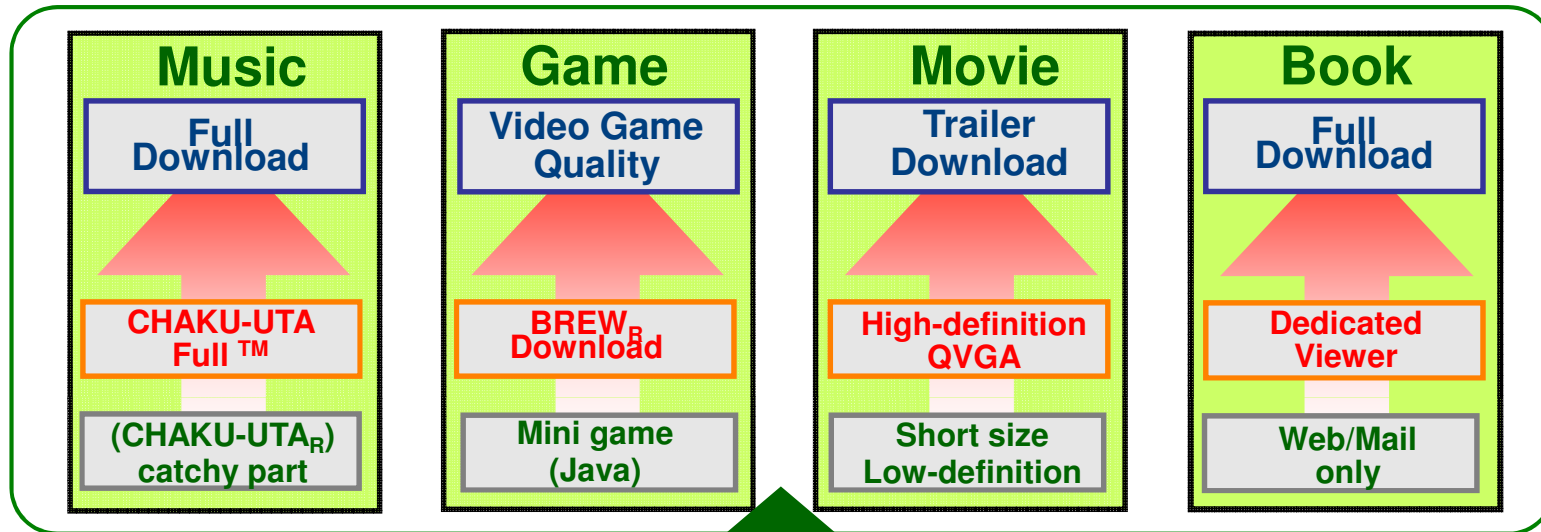 Music
Full
Download
CHAKU-UTA
Full TM
(CHAKU-UTAR)
catchy part
Game
Video Game
Quality
BREWR
Download
Mini game
(Java)
Movie
Trailer
Download
High-definition
QVGA
Short size
Low-definition
Book
Full
Download
Dedicated
Viewer
Web/Mail
only